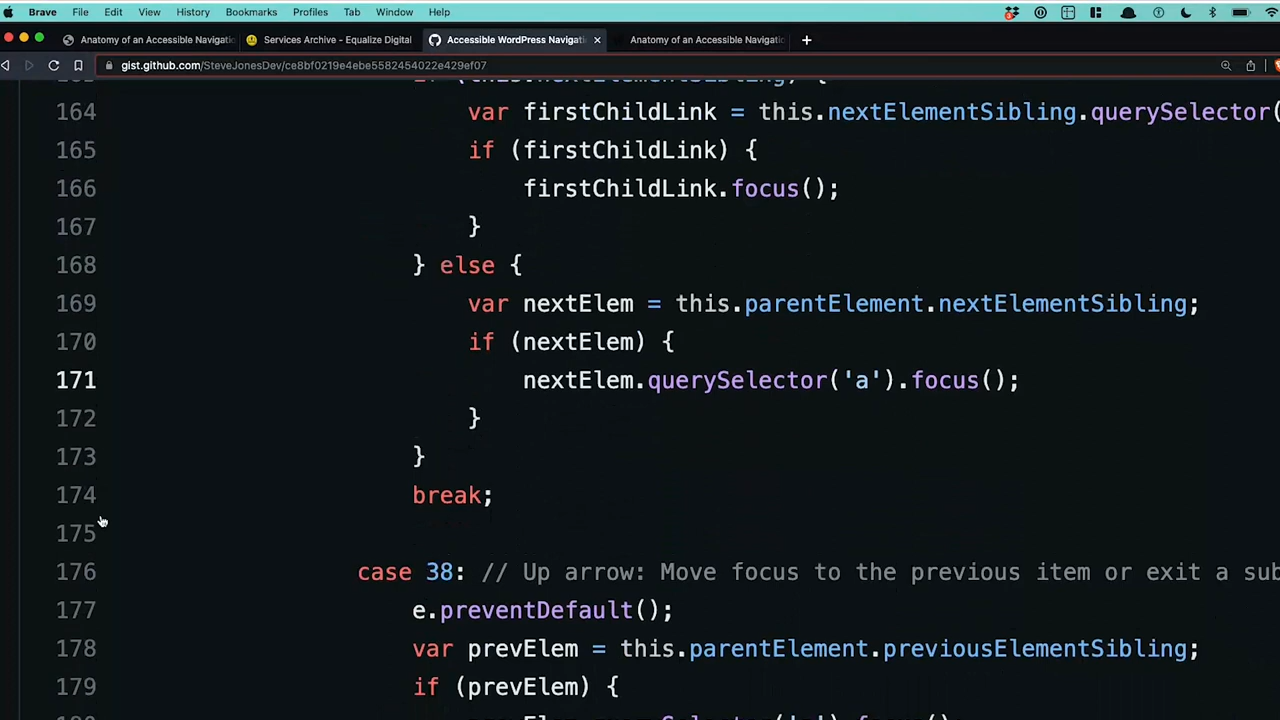 Brave File Edit View History Bookmarks Profiles Tab Window Help
Anatomy of an Accessible Navigatio Services Archive - Equalize Digital Accessible WordPress Navigati Anatomy of an Accessible Navigatio
gist.github.com/SteveJonesDev/ce8bf0219e4ebe5582454022e429ef07
164 var firstChildLink = this.nextElementSibling.querySelector(
165 if (firstChildLink) {
166 firstChildLink.focus();
167 }
168 } else {
169 var nextElem = this.parentElement.nextElementSibling;
170 if (nextElem) {
171 nextElem.querySelector('a').focus();
172 }
173 }
174 break;
175
176 case 38: // Up arrow: Move focus to the previous item or exit a sub
177 e.preventDefault();
178 var prevElem = this.parentElement.previousElementSibling;
179 if (prevElem) {